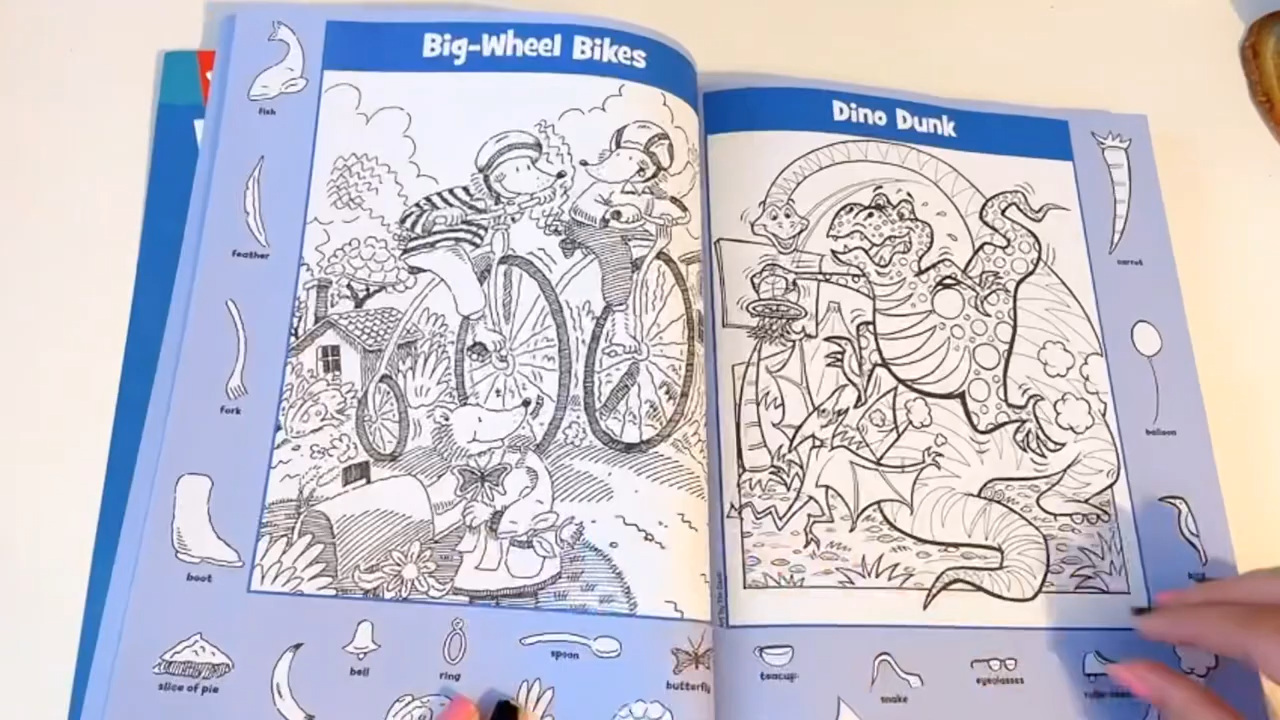 Big-Wheel Bikes
fish
feather
fork
boot
slice of pie
bell
ring
spoon
butterfly
Dino Dunk
carrot
balloon
teacup
snake
eyeglasses